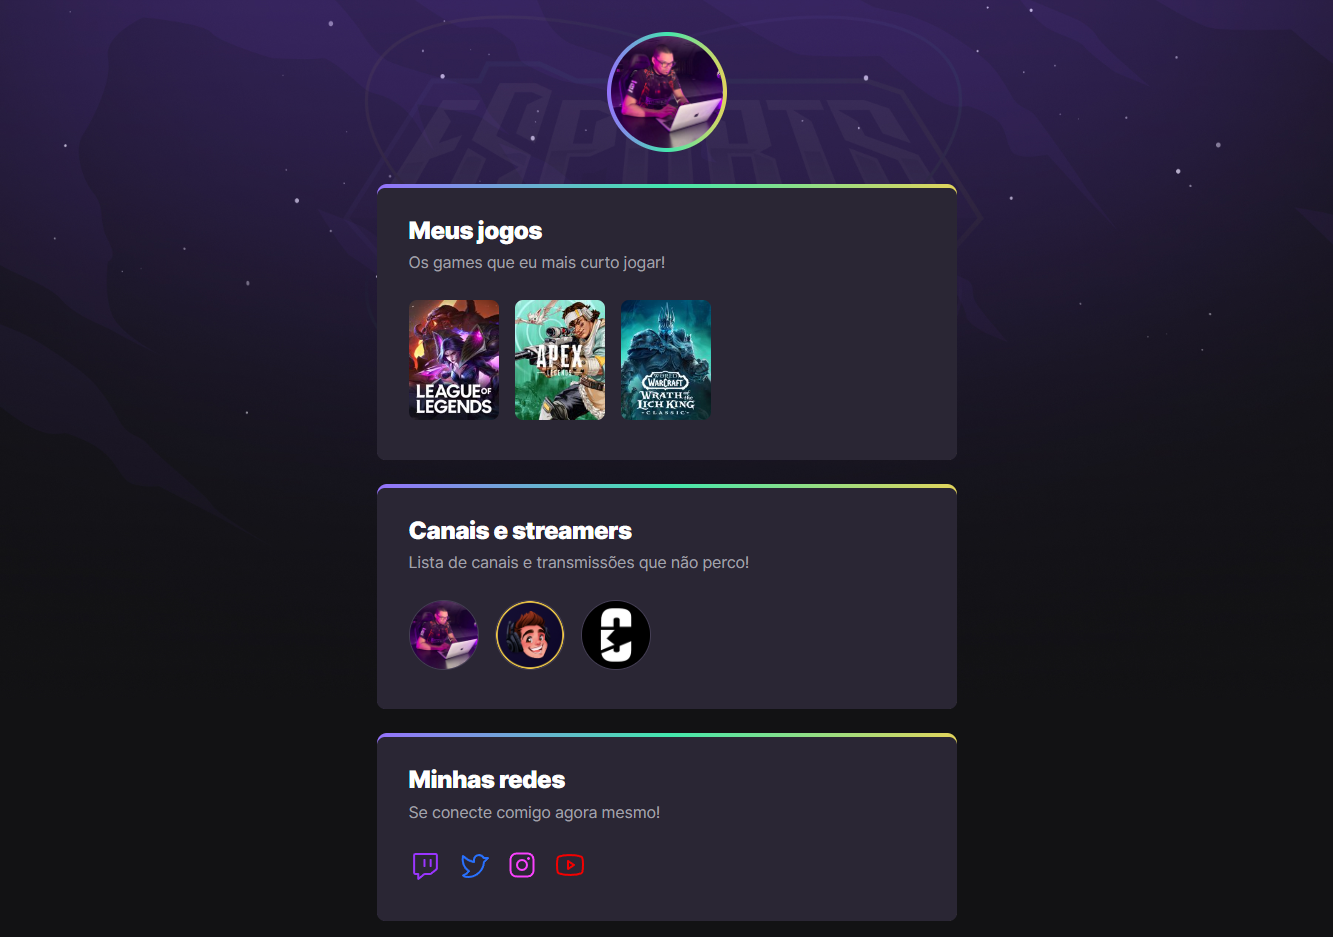 ESPORTS
Meus jogos
Os games que eu mais curto jogar!
LEAGUE OF
LEGENDS
APEX
LEGENDS
WORLD
WARCRAFT
WRATH OF THE
LICH KING
CLASSIC
Canais e streamers
Lista de canais e transmissões que não perco!
Minhas redes
Se conecte comigo agora mesmo!